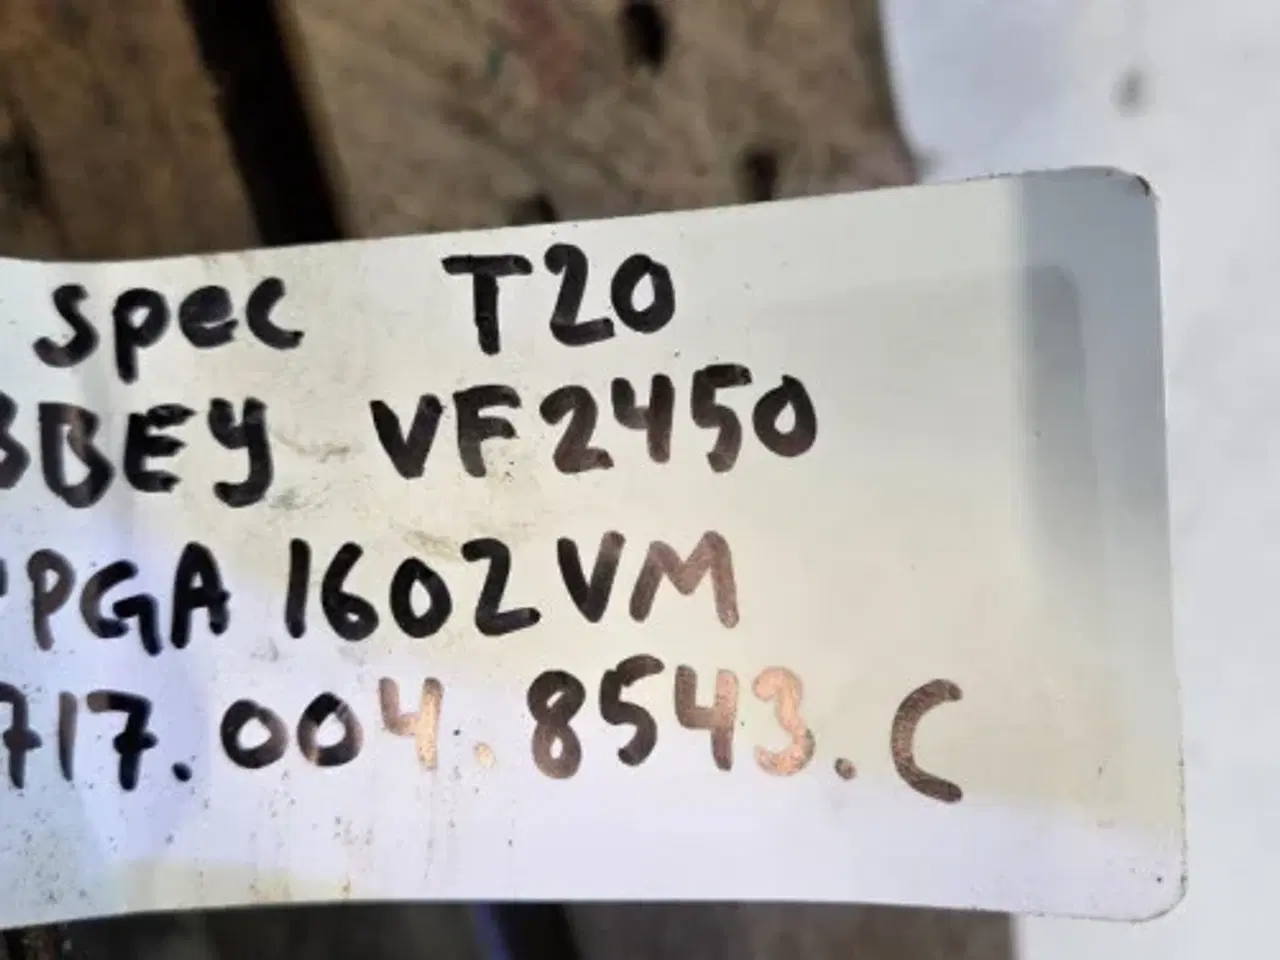 spec T20
BBEY VF2450
PGA 1602VM
717.004.8543.C